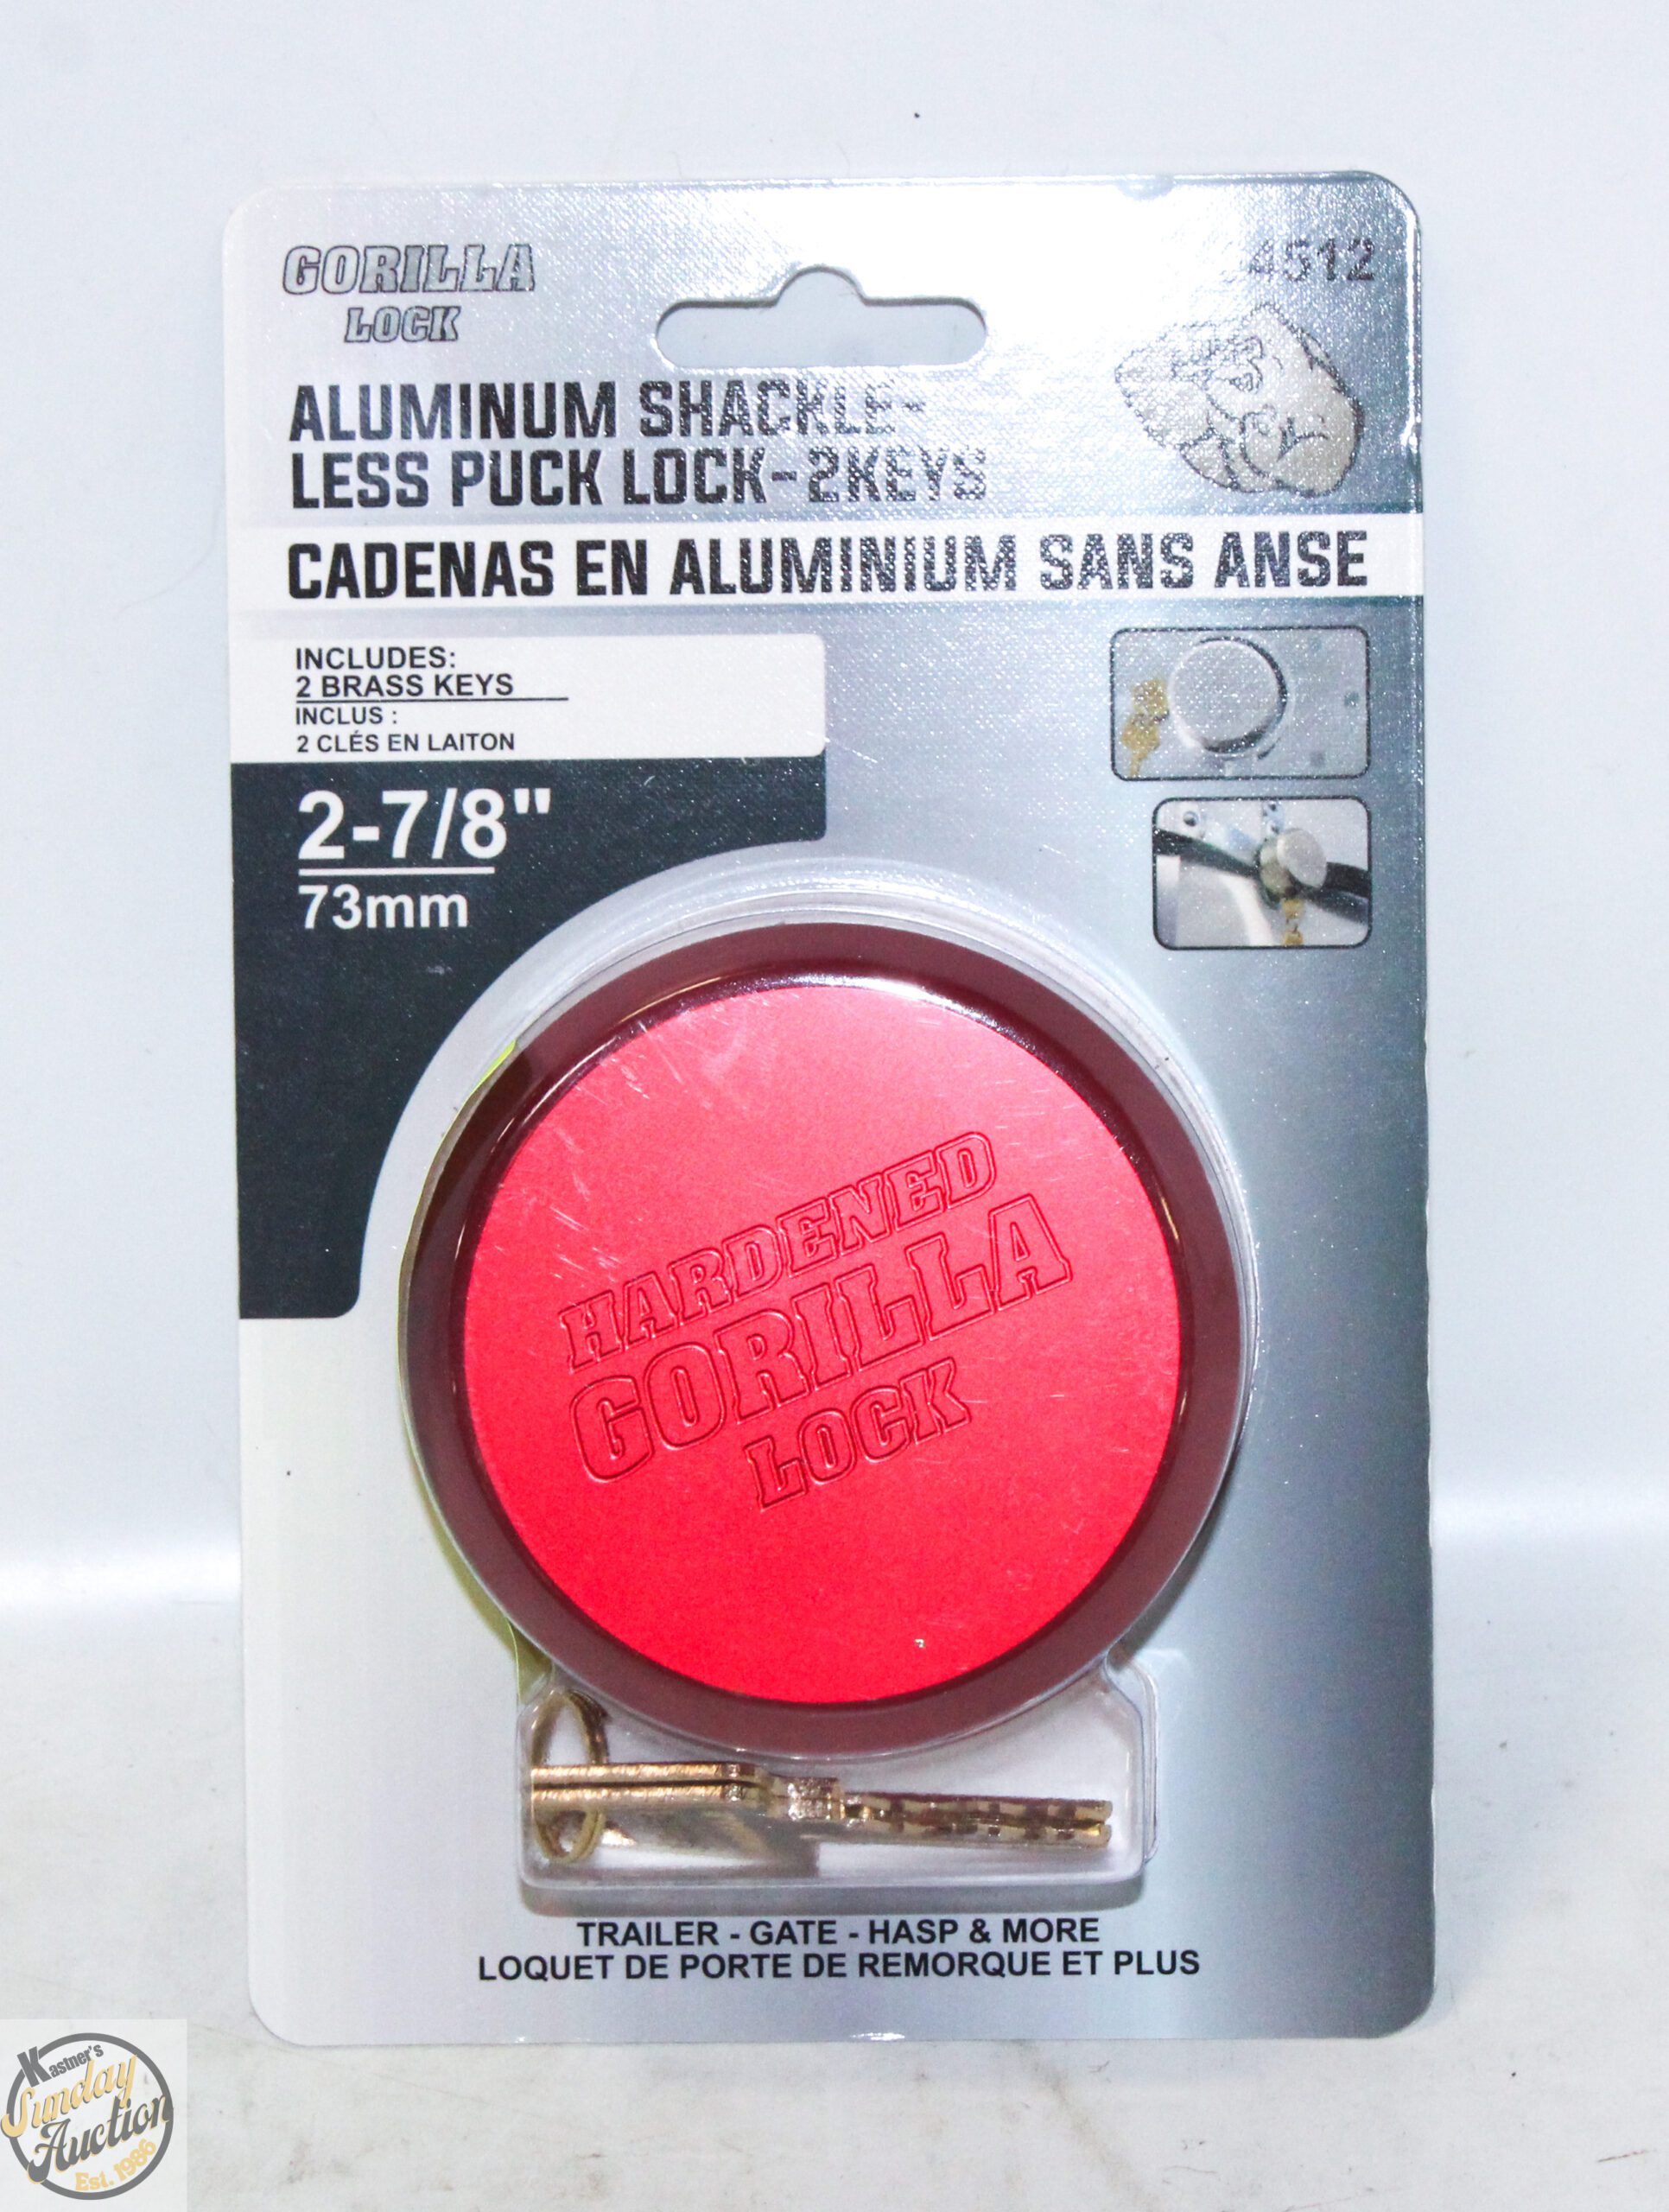 GORILLA
LOCK
4512
ALUMINUM SHACKLE-
LESS PUCK LOCK-2KEYS
CADENAS EN ALUMINIUM SANS ANSE
INCLUDES:
2 BRASS KEYS
INCLUS :
2 CLÉS EN LAITON
2-7/8"
73mm
HARDENED
GORILLA
LOCK
TRAILER - GATE - HASP & MORE
LOQUET DE PORTE DE REMORQUE ET PLUS
Kastner's
Sunday
Auction
Est. 1986